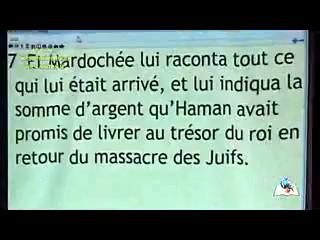 7 Et Mardochée lui raconta tout ce
qui lui était arrivé, et lui indiqua la
somme d'argent qu'Haman avait
promis de livrer au trésor du roi en
retour du massacre des Juifs.